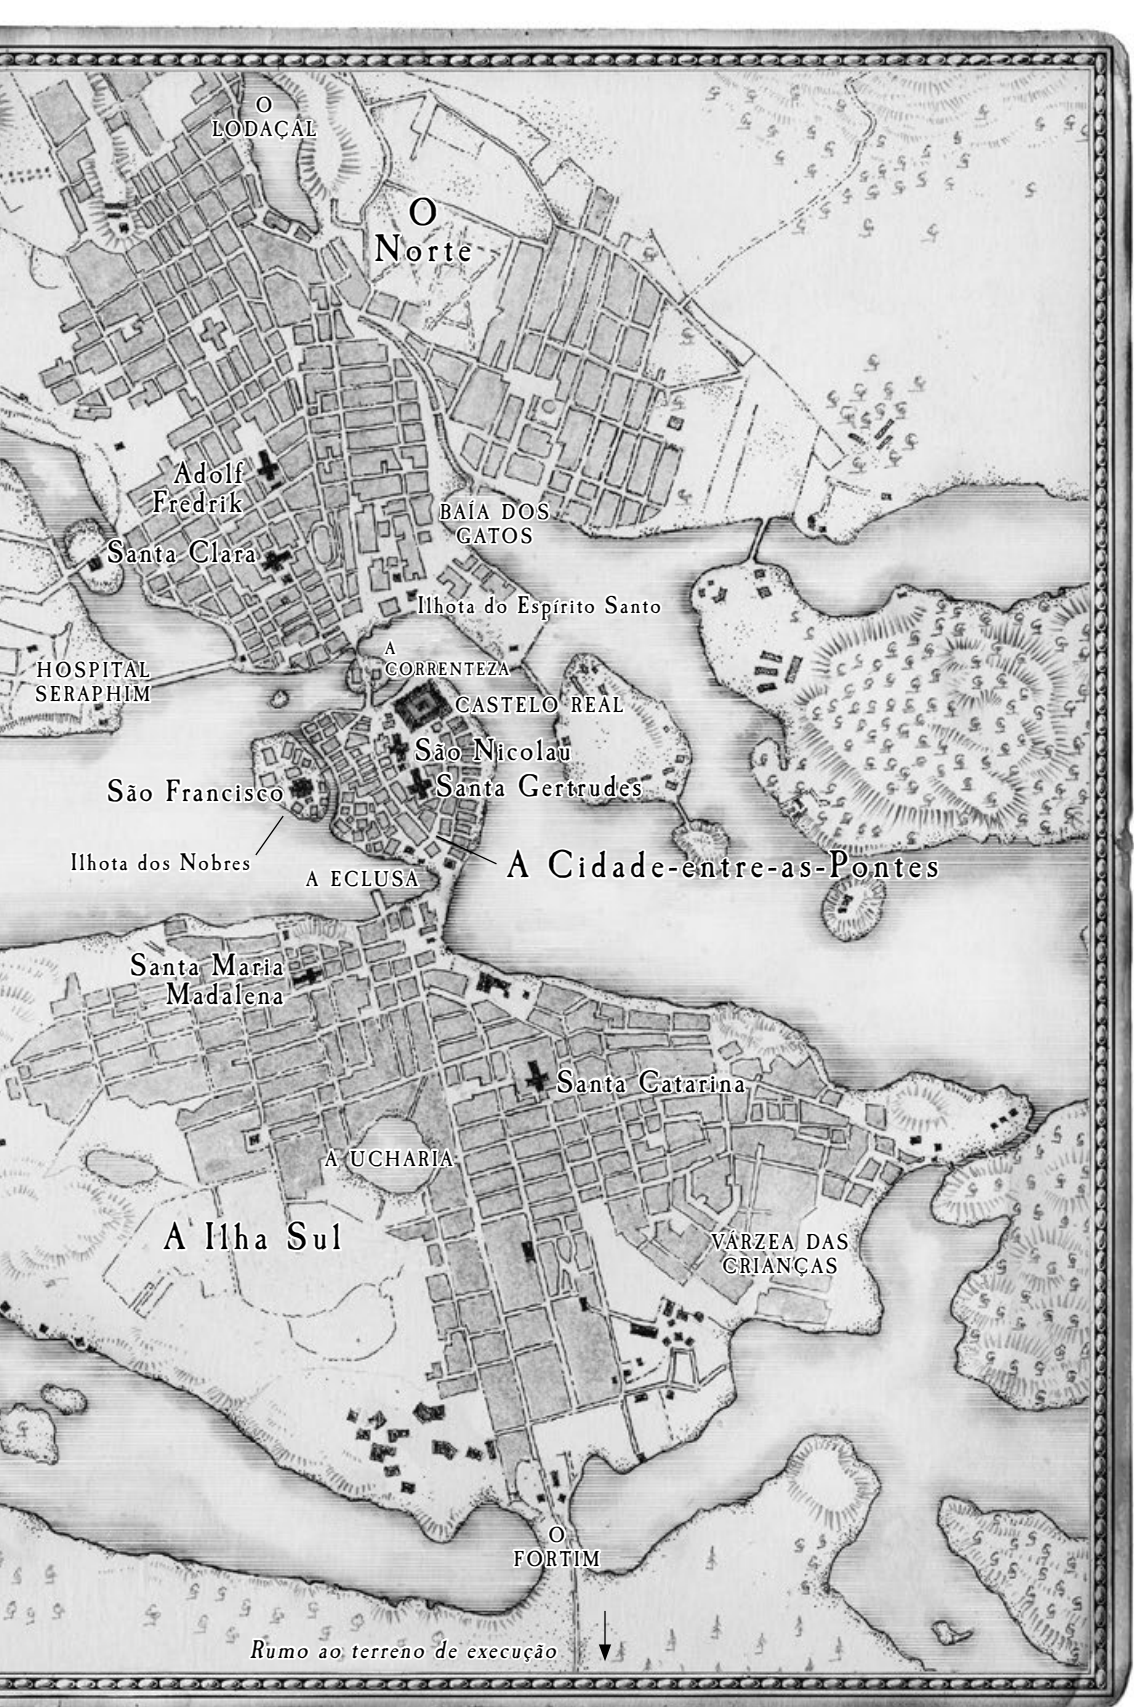 O
LODAÇAL
O
Norte
Adolf
Fredrik
BAÍA DOS
GATOS
Santa Clara
Ilhota do Espírito Santo
A
CORRENTEZA
HOSPITAL
SERAPHIM
CASTELO REAL
São Nicolau
Santa Gertrudes
São Francisco
Ilhota dos Nobres
A Cidade-entre-as-Pontes
A ECLUSA
Santa Maria
Madalena
Santa Catarina
A UCHARIA
A Ilha Sul
VÁRZEA DAS
CRIANÇAS
O
FORTIM
Rumo ao terreno de execução